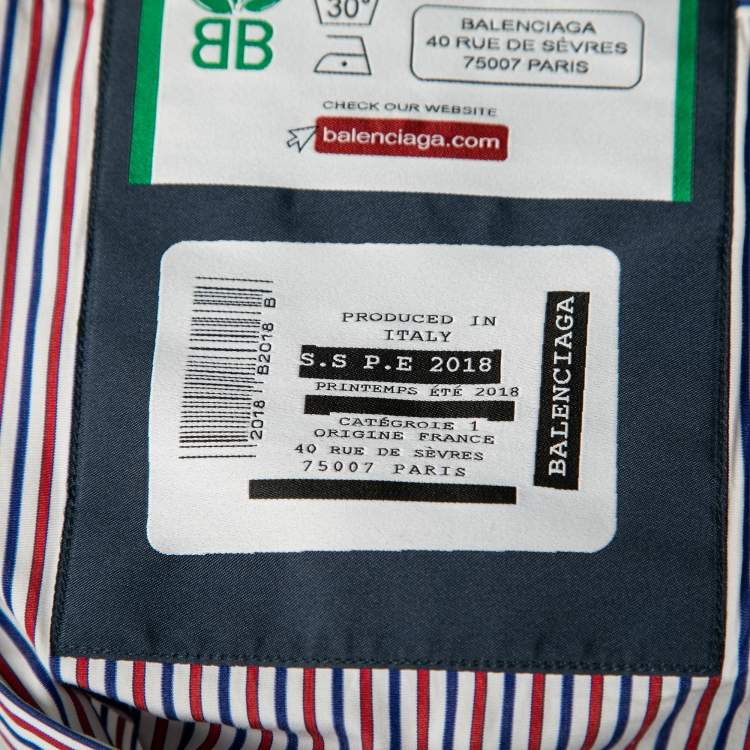 BB
30°
BALENCIAGA
40 RUE DE SÈVRES
75007 PARIS
CHECK OUR WEBSITE
balenciaga.com
2018 B2018 B
PRODUCED IN
ITALY
S.S P.E 2018
PRINTEMPS ÉTÉ 2018
CATÉGROIE 1
ORIGINE FRANCE
40 RUE DE SÈVRES
75007 PARIS
BALENCIAGA